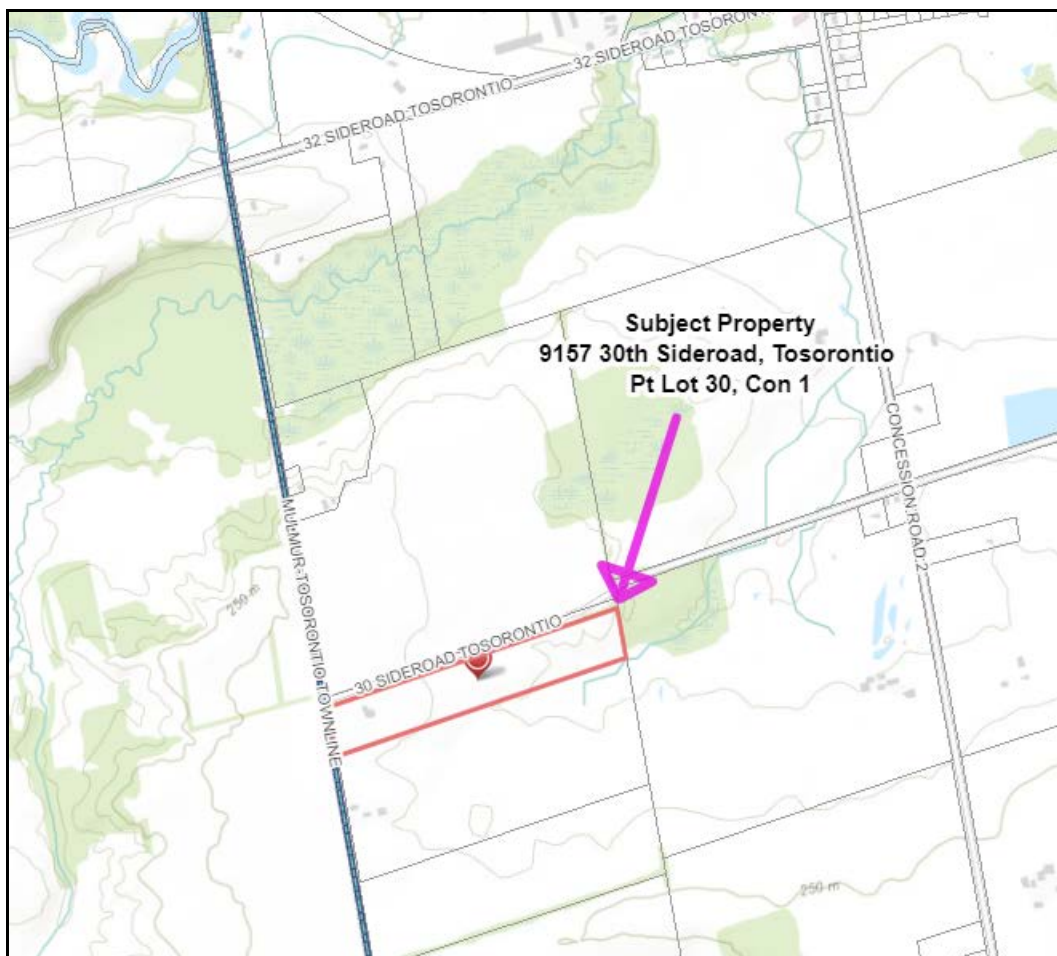 32 SIDEROAD TOSORONTIO
32 SIDEROAD TOSORONTIO
Subject Property
9157 30th Sideroad, Tosorontio
Pt Lot 30, Con 1
CONCESSION ROAD 2
MULMUR-TOSORONTIO TOWNLINE
250 m
30 SIDEROAD TOSORONTIO
250 m